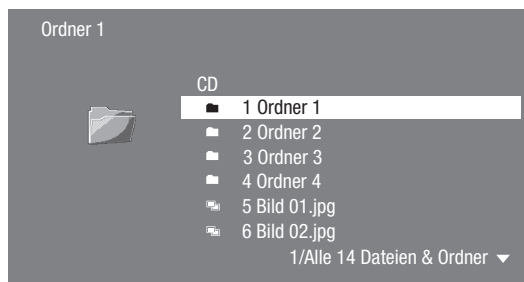 Ordner 1
CD
1 Ordner 1
2 Ordner 2
3 Ordner 3
4 Ordner 4
5 Bild 01.jpg
6 Bild 02.jpg
1/Alle 14 Dateien & Ordner